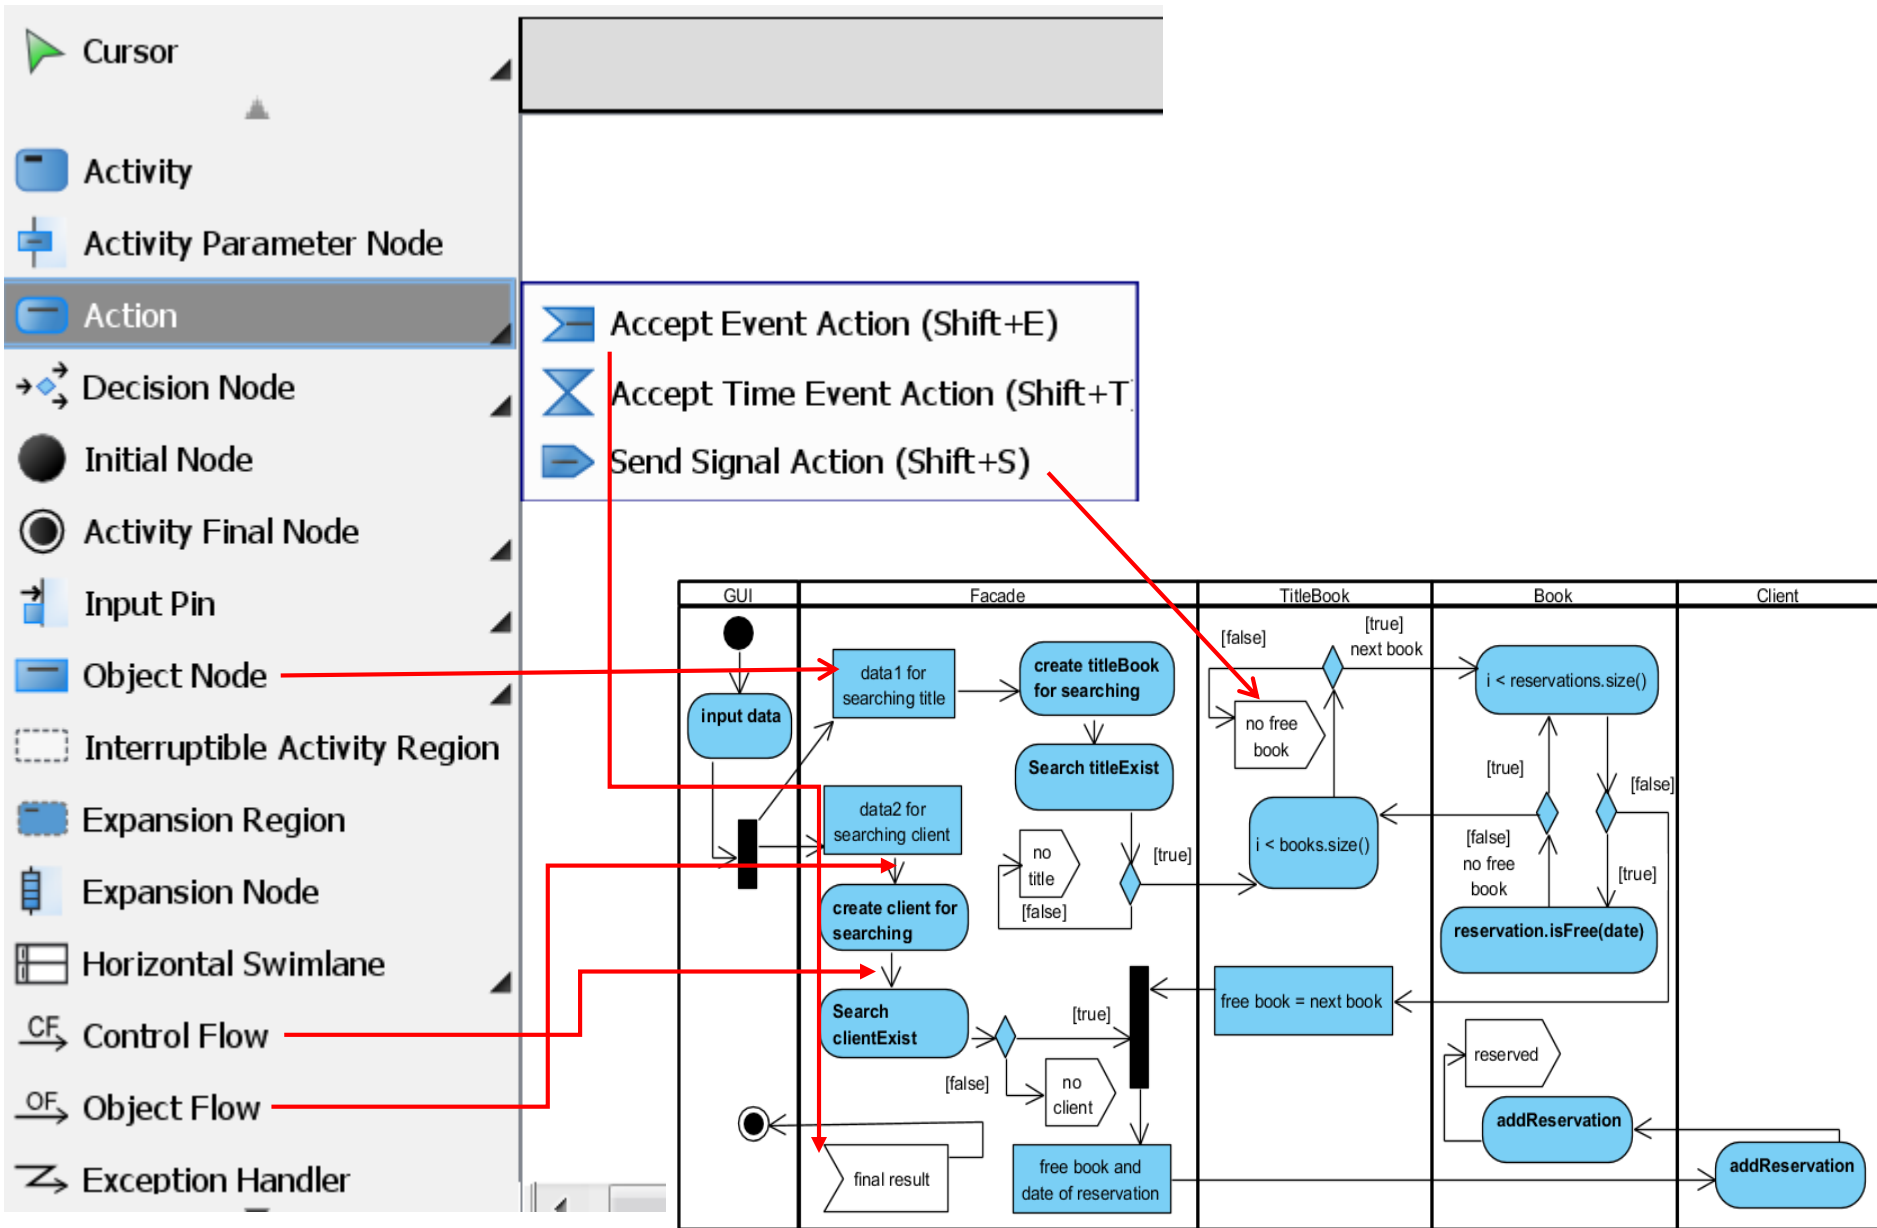 Cursor
Activity
Activity Parameter Node
Action
Decision Node
Initial Node
Activity Final Node
Input Pin
Object Node
Interruptible Activity Region
Expansion Region
Expansion Node
Horizontal Swimlane
CF
Control Flow
OF
Object Flow
Exception Handler
Accept Event Action (Shift+E)
Accept Time Event Action (Shift+T)
Send Signal Action (Shift+S)
GUI
Facade
TitleBook
Book
Client
input data
data1 for
searching title
create titleBook
for searching
Search titleExist
data2 for
searching client
no
title
[false]
[true]
create client for
searching
Search
clientExist
[true]
[false]
no
client
final result
free book and
date of reservation
[false]
[true]
next book
no free
book
i < books.size()
free book = next book
i < reservations.size()
[true]
[false]
[false]
no free
book
[true]
reservation.isFree(date)
reserved
addReservation
addReservation